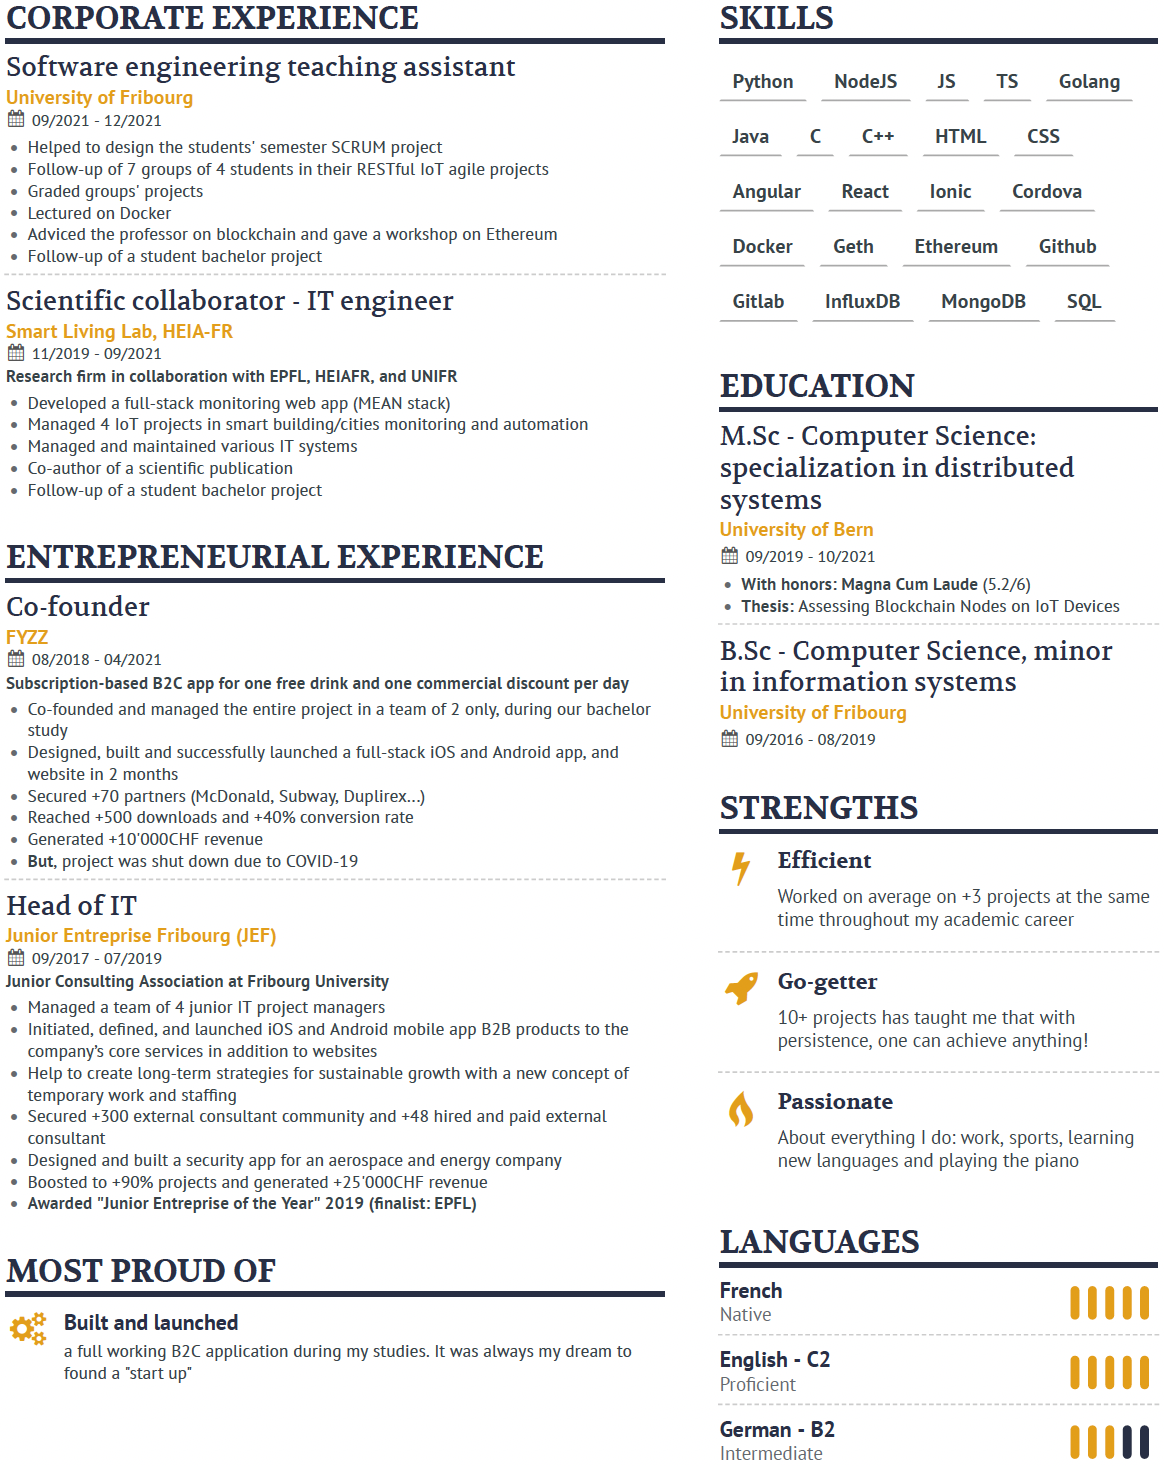 CORPORATE EXPERIENCE
Software engineering teaching assistant
University of Fribourg
09/2021 - 12/2021
Helped to design the students' semester SCRUM project
Follow-up of 7 groups of 4 students in their RESTful IoT agile projects
Graded groups' projects
Lectured on Docker
Adviced the professor on blockchain and gave a workshop on Ethereum
Follow-up of a student bachelor project
Scientific collaborator - IT engineer
Smart Living Lab, HEIA-FR
11/2019 - 09/2021
Research firm in collaboration with EPFL, HEIAFR, and UNIFR
Developed a full-stack monitoring web app (MEAN stack)
Managed 4 IoT projects in smart building/cities monitoring and automation
Managed and maintained various IT systems
Co-author of a scientific publication
Follow-up of a student bachelor project
ENTREPRENEURIAL EXPERIENCE
Co-founder
FYZZ
08/2018 - 04/2021
Subscription-based B2C app for one free drink and one commercial discount per day
Co-founded and managed the entire project in a team of 2 only, during our bachelor
study
Designed, built and successfully launched a full-stack iOS and Android app, and
website in 2 months
Secured +70 partners (McDonald, Subway, Duplirex...)
Reached +500 downloads and +40% conversion rate
Generated +10'000CHF revenue
But, project was shut down due to COVID-19
Head of IT
Junior Entreprise Fribourg (JEF)
09/2017 - 07/2019
Junior Consulting Association at Fribourg University
Managed a team of 4 junior IT project managers
Initiated, defined, and launched iOS and Android mobile app B2B products to the
company's core services in addition to websites
Help to create long-term strategies for sustainable growth with a new concept of
temporary work and staffing
Secured +300 external consultant community and +48 hired and paid external
consultant
Designed and built a security app for an aerospace and energy company
Boosted to +90% projects and generated +25'000CHF revenue
Awarded "Junior Entreprise of the Year" 2019 (finalist: EPFL)
MOST PROUD OF
Built and launched
a full working B2C application during my studies. It was always my dream to
found a "start up"
SKILLS
Python NodeJS JS TS Golang
Java C C++ HTML CSS
Angular React Ionic Cordova
Docker Geth Ethereum Github
Gitlab InfluxDB MongoDB SQL
EDUCATION
M.Sc - Computer Science:
specialization in distributed
systems
University of Bern
09/2019 - 10/2021
With honors: Magna Cum Laude (5.2/6)
Thesis: Assessing Blockchain Nodes on IoT Devices
B.Sc - Computer Science, minor
in information systems
University of Fribourg
09/2016 - 08/2019
STRENGTHS
Efficient
Worked on average on +3 projects at the same
time throughout my academic career
Go-getter
10+ projects has taught me that with
persistence, one can achieve anything!
Passionate
About everything I do: work, sports, learning
new languages and playing the piano
LANGUAGES
French
Native
English - C2
Proficient
German - B2
Intermediate